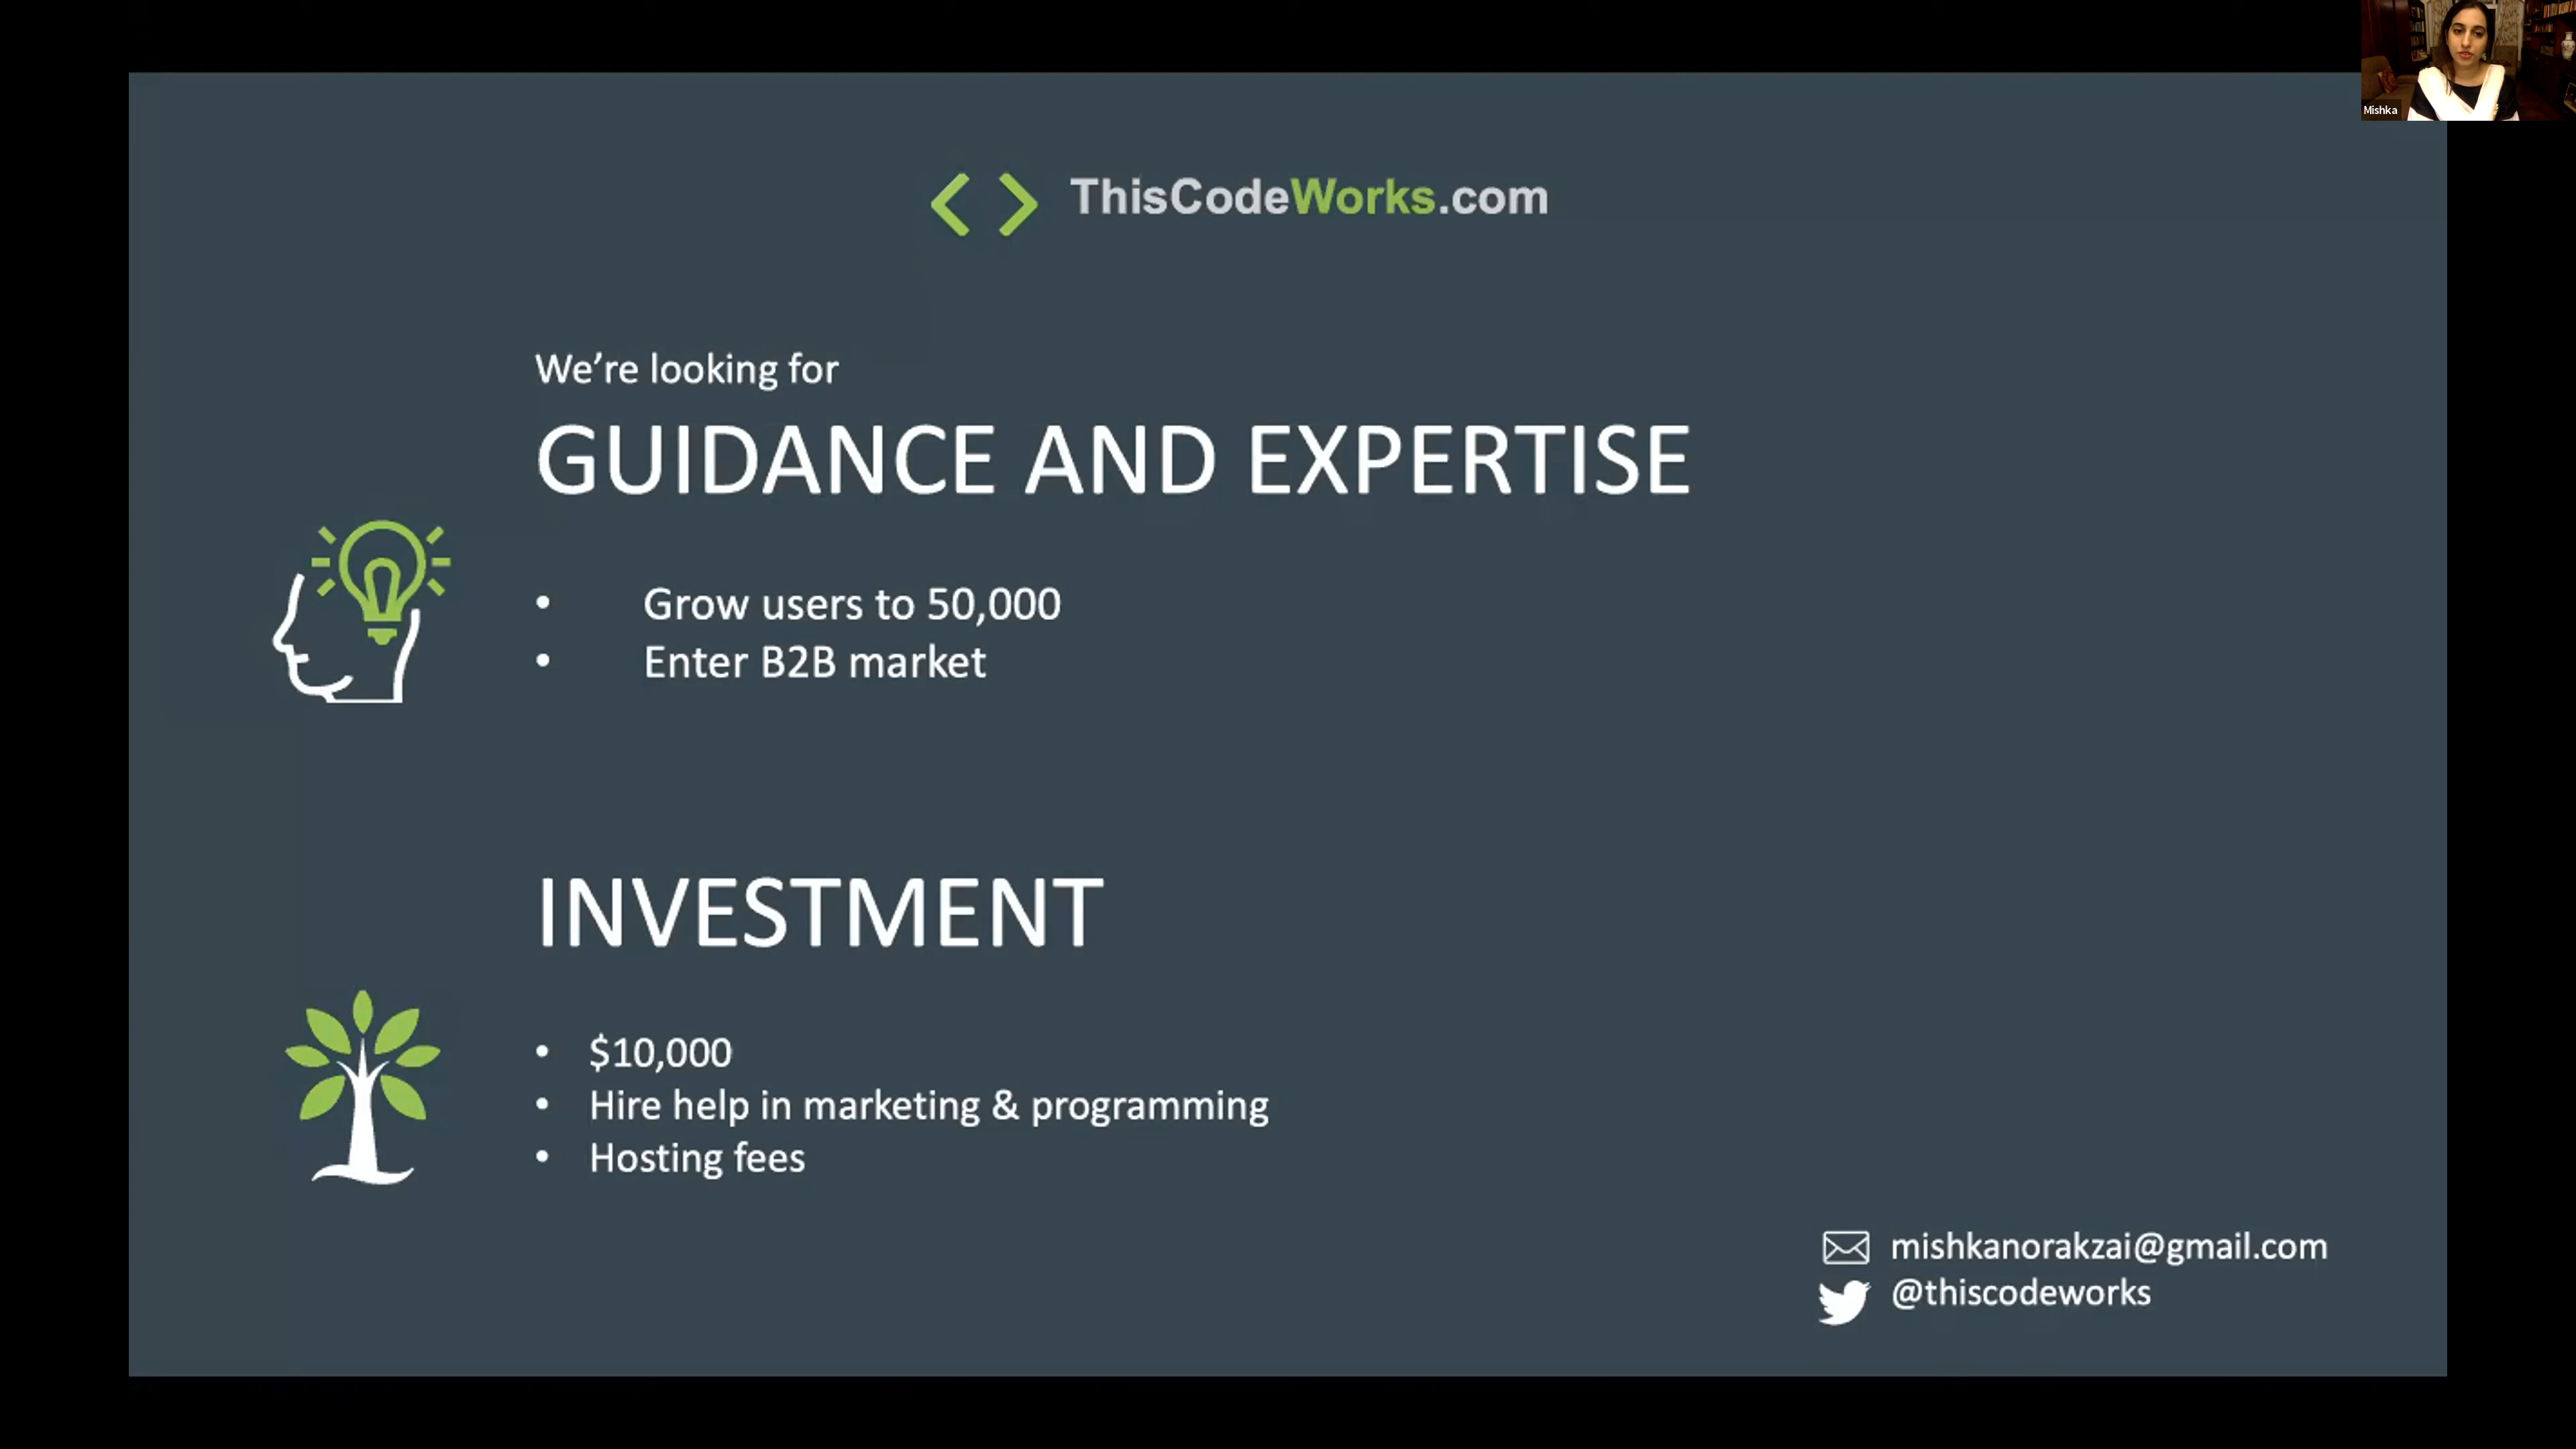 Mishka
ThisCodeWorks.com
We’re looking for
GUIDANCE AND EXPERTISE
• Grow users to 50,000
• Enter B2B market
INVESTMENT
• $10,000
• Hire help in marketing & programming
• Hosting fees
mishkanorakzai@gmail.com
@thiscodeworks